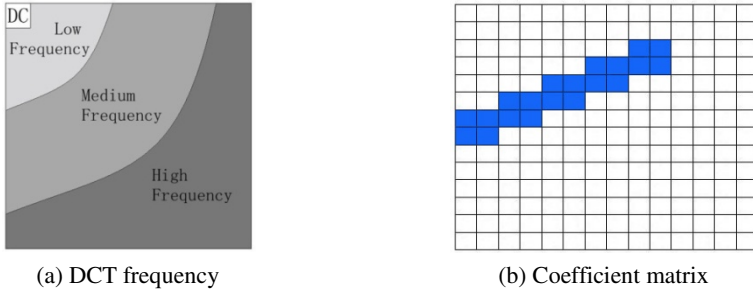 DC
Low
Frequency
Medium
Frequency
High
Frequency
(a) DCT frequency
(b) Coefficient matrix